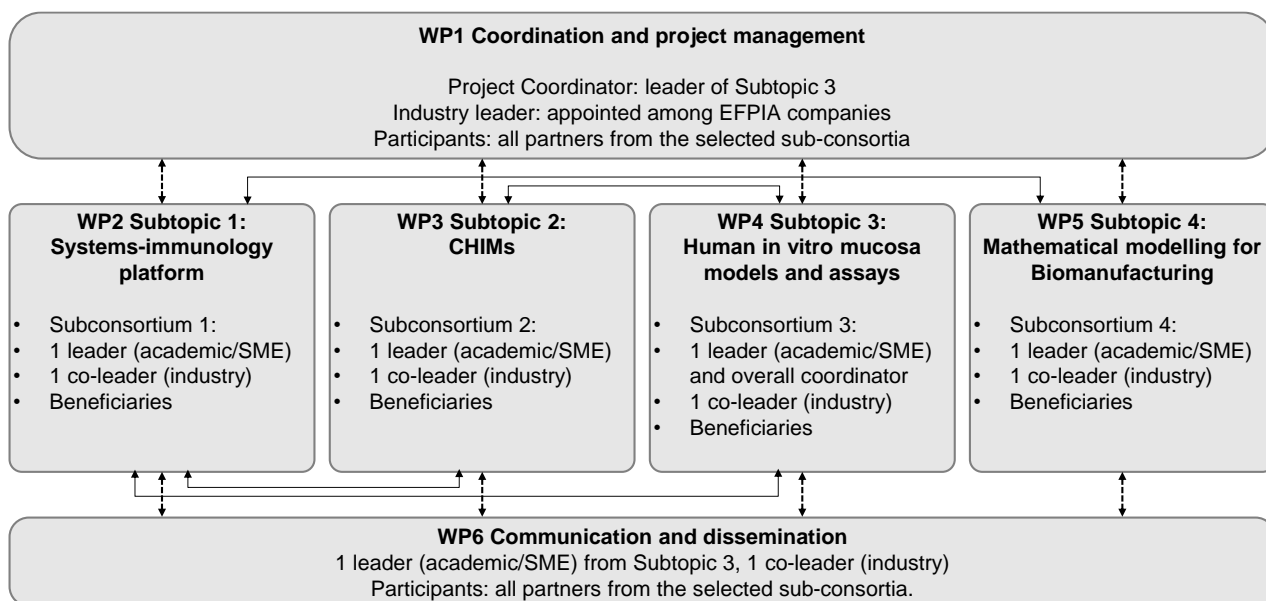 WP1 Coordination and project management
Project Coordinator: leader of Subtopic 3
Industry leader: appointed among EFPIA companies
Participants: all partners from the selected sub-consortia
WP2 Subtopic 1:
Systems-immunology
platform
• Subconsortium 1:
• 1 leader (academic/SME)
• 1 co-leader (industry)
• Beneficiaries
WP3 Subtopic 2:
CHIMs
• Subconsortium 2:
• 1 leader (academic/SME)
• 1 co-leader (industry)
• Beneficiaries
WP4 Subtopic 3:
Human in vitro mucosa
models and assays
• Subconsortium 3:
• 1 leader (academic/SME)
and overall coordinator
• 1 co-leader (industry)
• Beneficiaries
WP5 Subtopic 4:
Mathematical modelling for
Biomanufacturing
• Subconsortium 4:
• 1 leader (academic/SME)
• 1 co-leader (industry)
• Beneficiaries
WP6 Communication and dissemination
1 leader (academic/SME) from Subtopic 3, 1 co-leader (industry)
Participants: all partners from the selected sub-consortia.